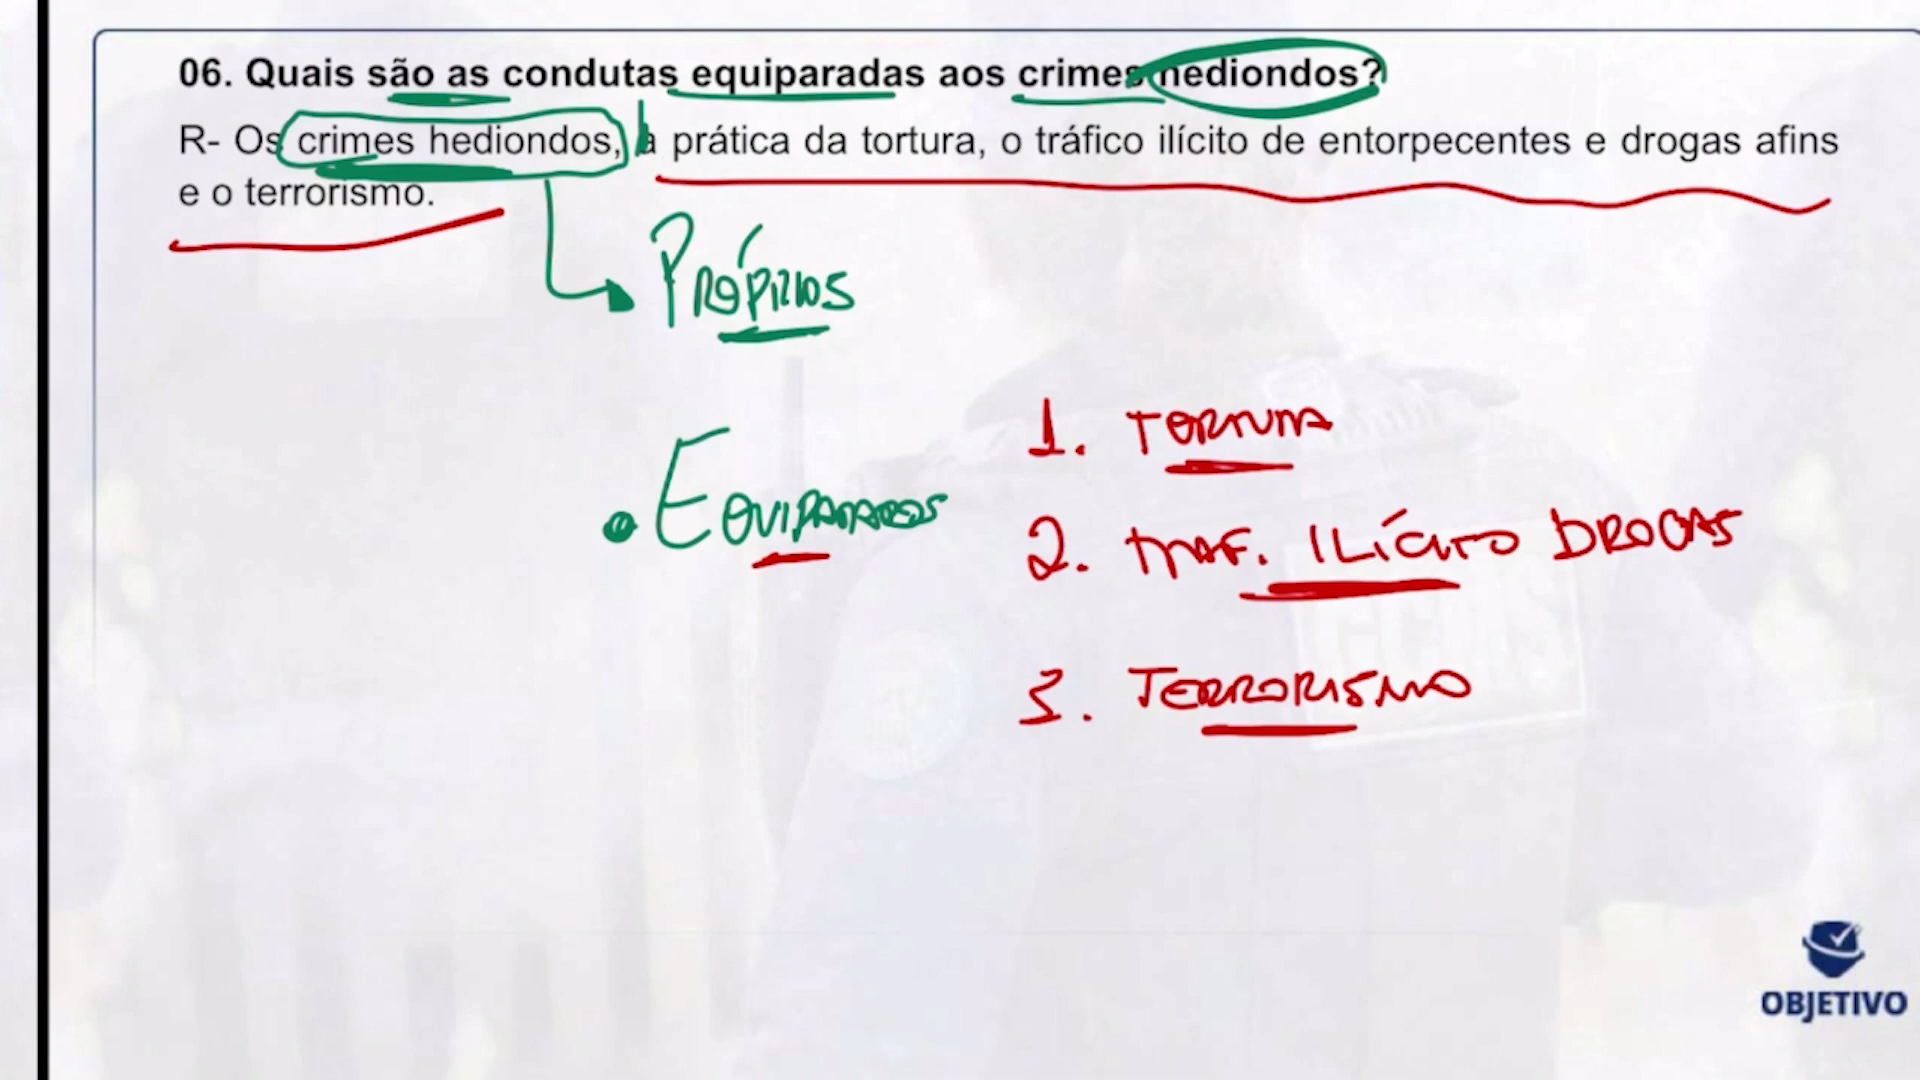 06. Quais são as condutas equiparadas aos crimes hediondos?
R- Os crimes hediondos, a prática da tortura, o tráfico ilícito de entorpecentes e drogas afins
e o terrorismo.
PRÓPRIOS
EQUIPARADOS
1. TORTURA
2. TRAF. ILÍCITO DROGAS
3. TERRORISMO
OBJETIVO